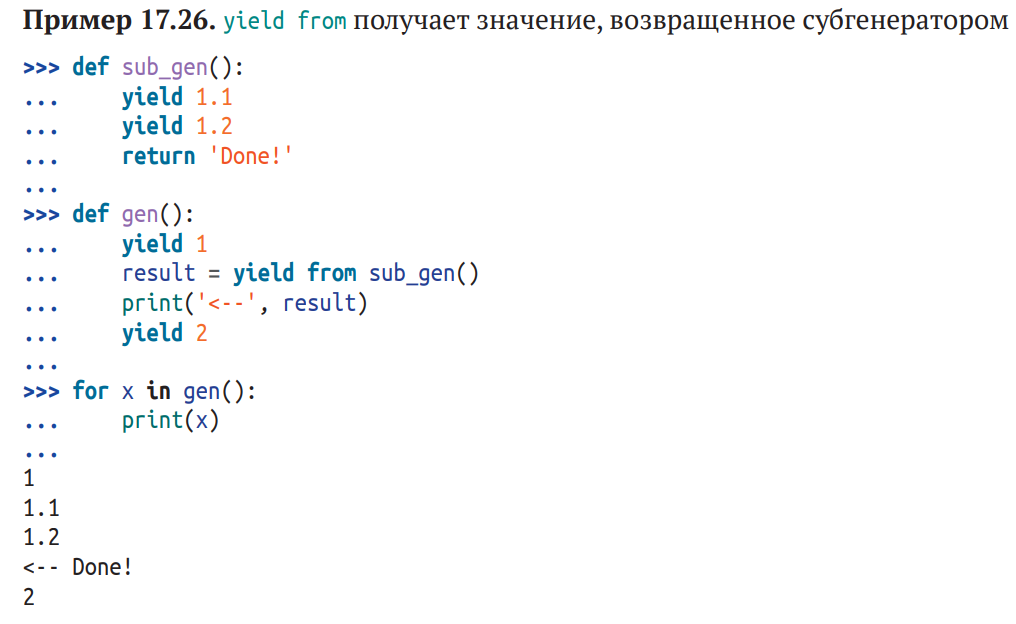 Пример 17.26. yield from получает значение, возвращенное субгенератором
>>> def sub_gen():
...     yield 1.1
...     yield 1.2
...     return 'Done!'
...
>>> def gen():
...     yield 1
...     result = yield from sub_gen()
...     print('<--', result)
...     yield 2
...
>>> for x in gen():
...     print(x)
...
1
1.1
1.2
<-- Done!
2